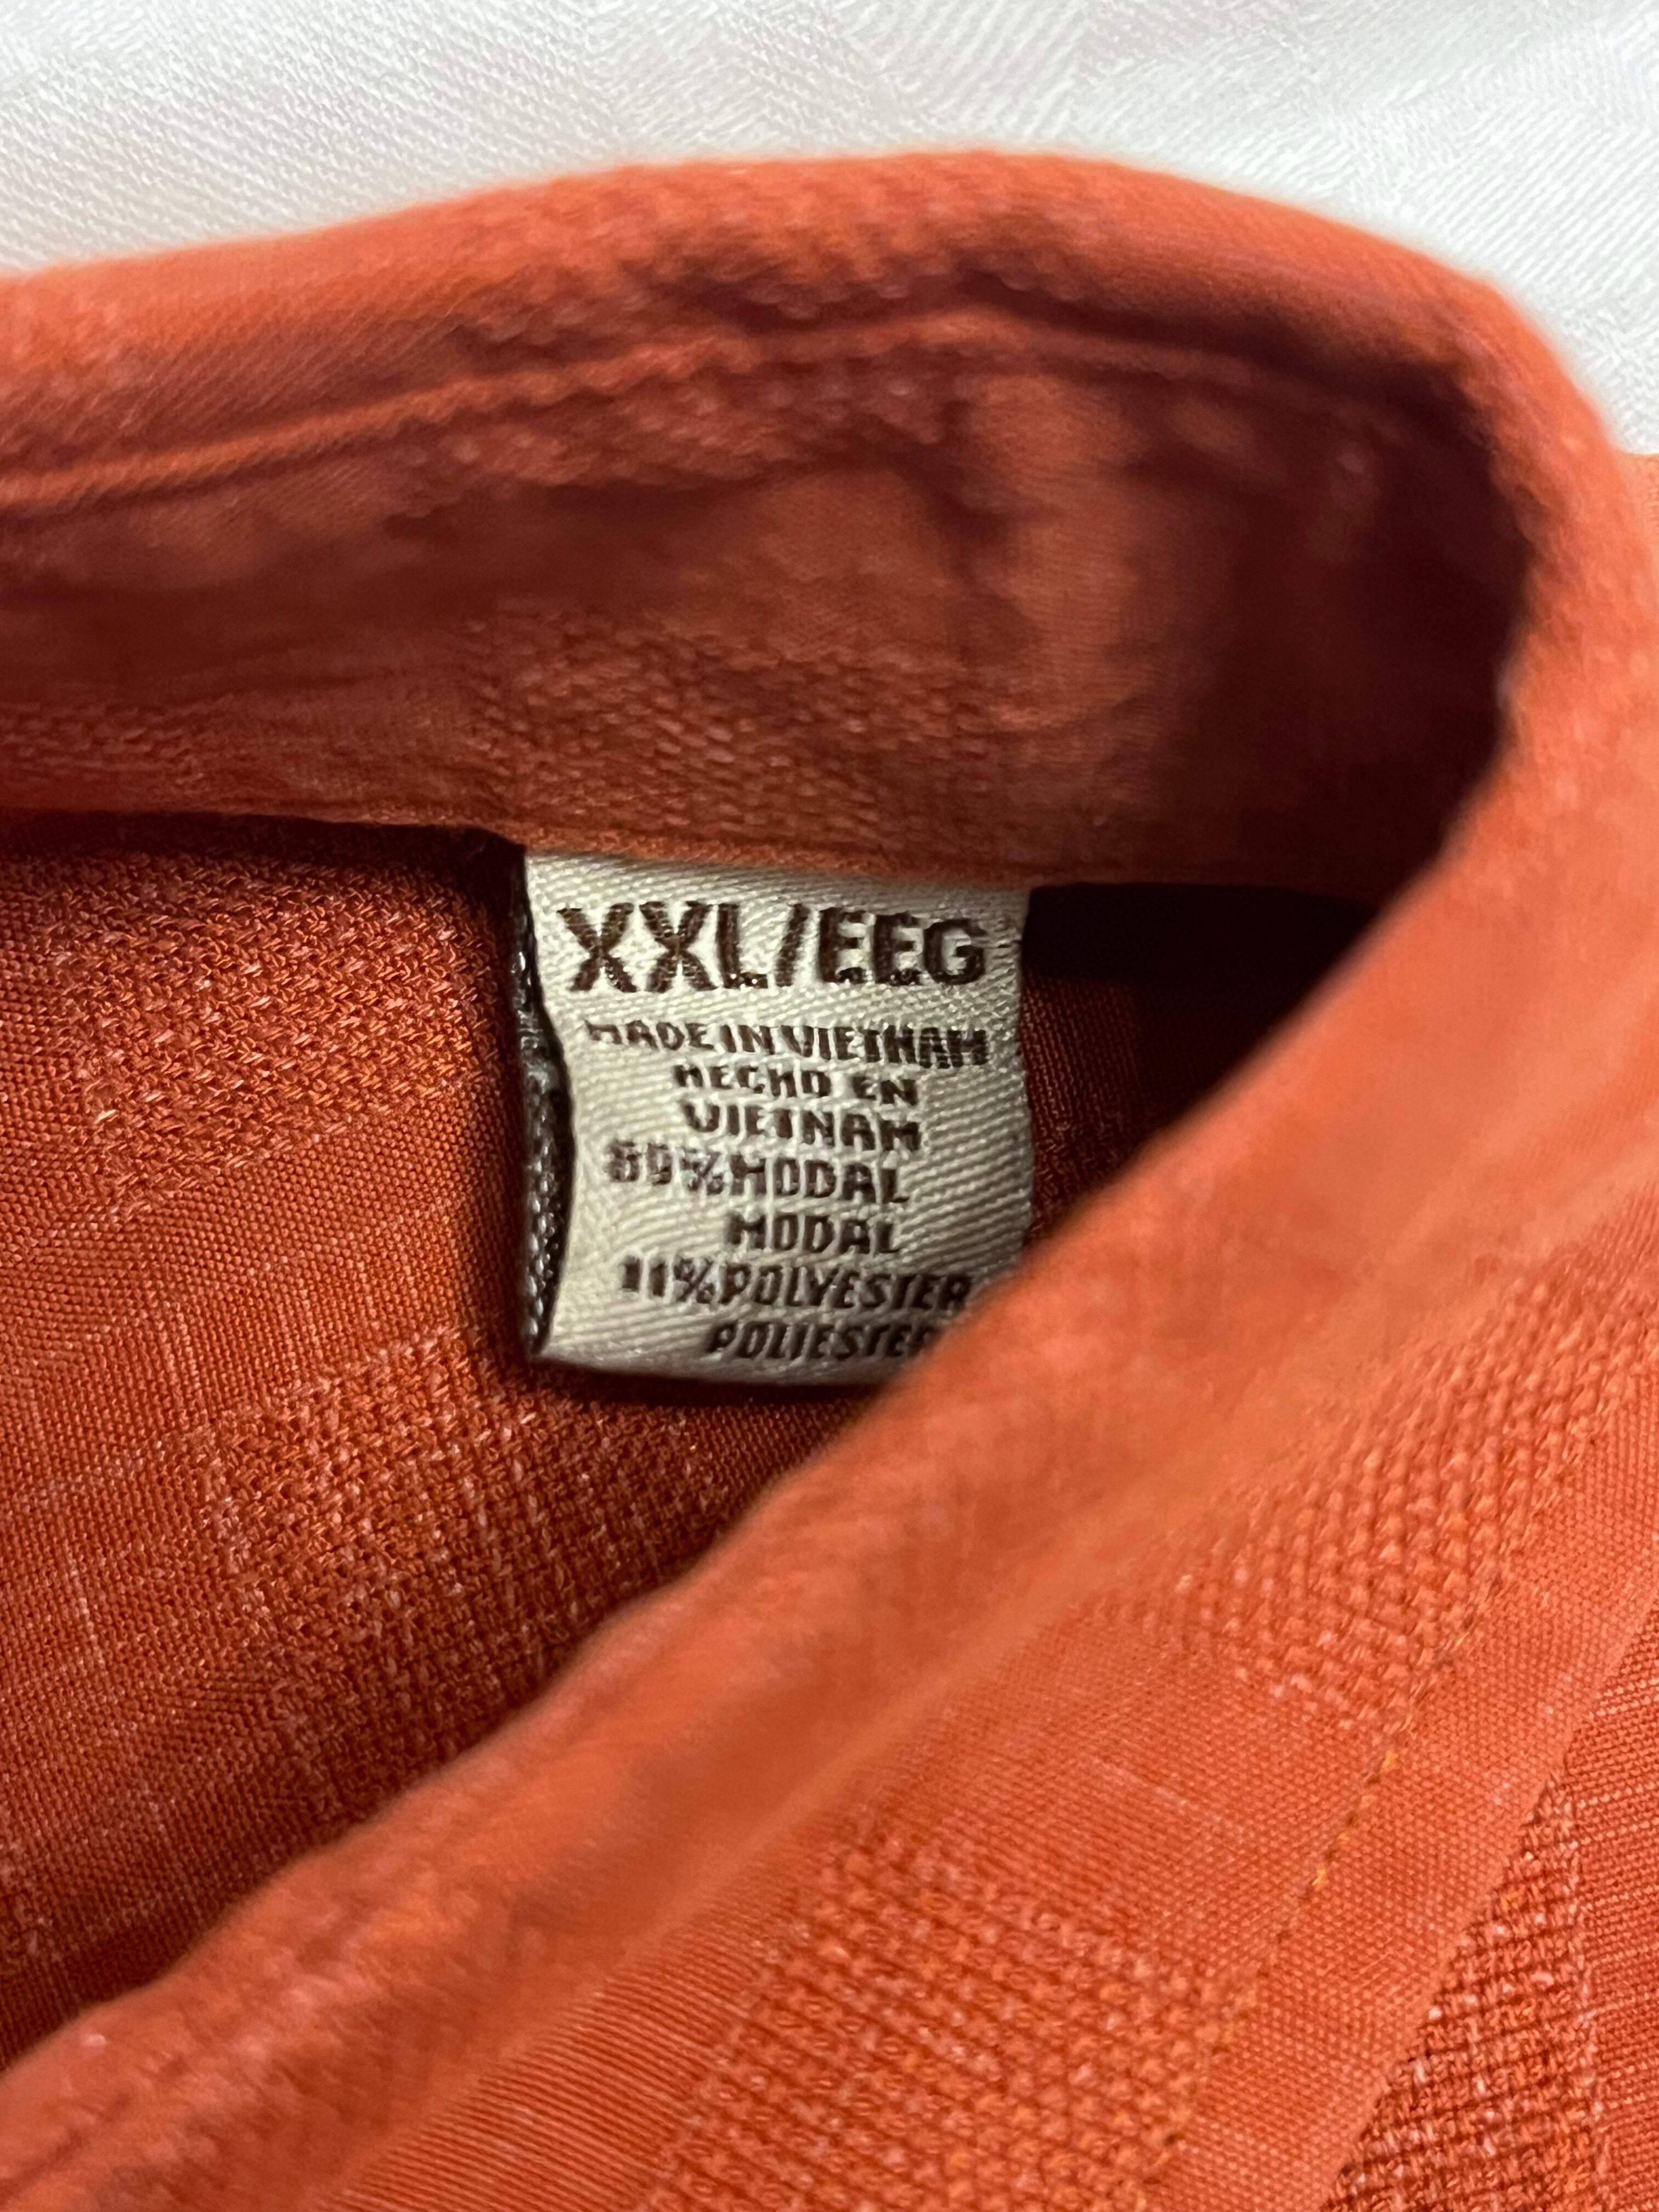 XXL/EEG
MADE IN VIETNAM
HECHO EN
VIETNAM
89% MODAL
MODAL
11% POLYESTER
POLIESTER